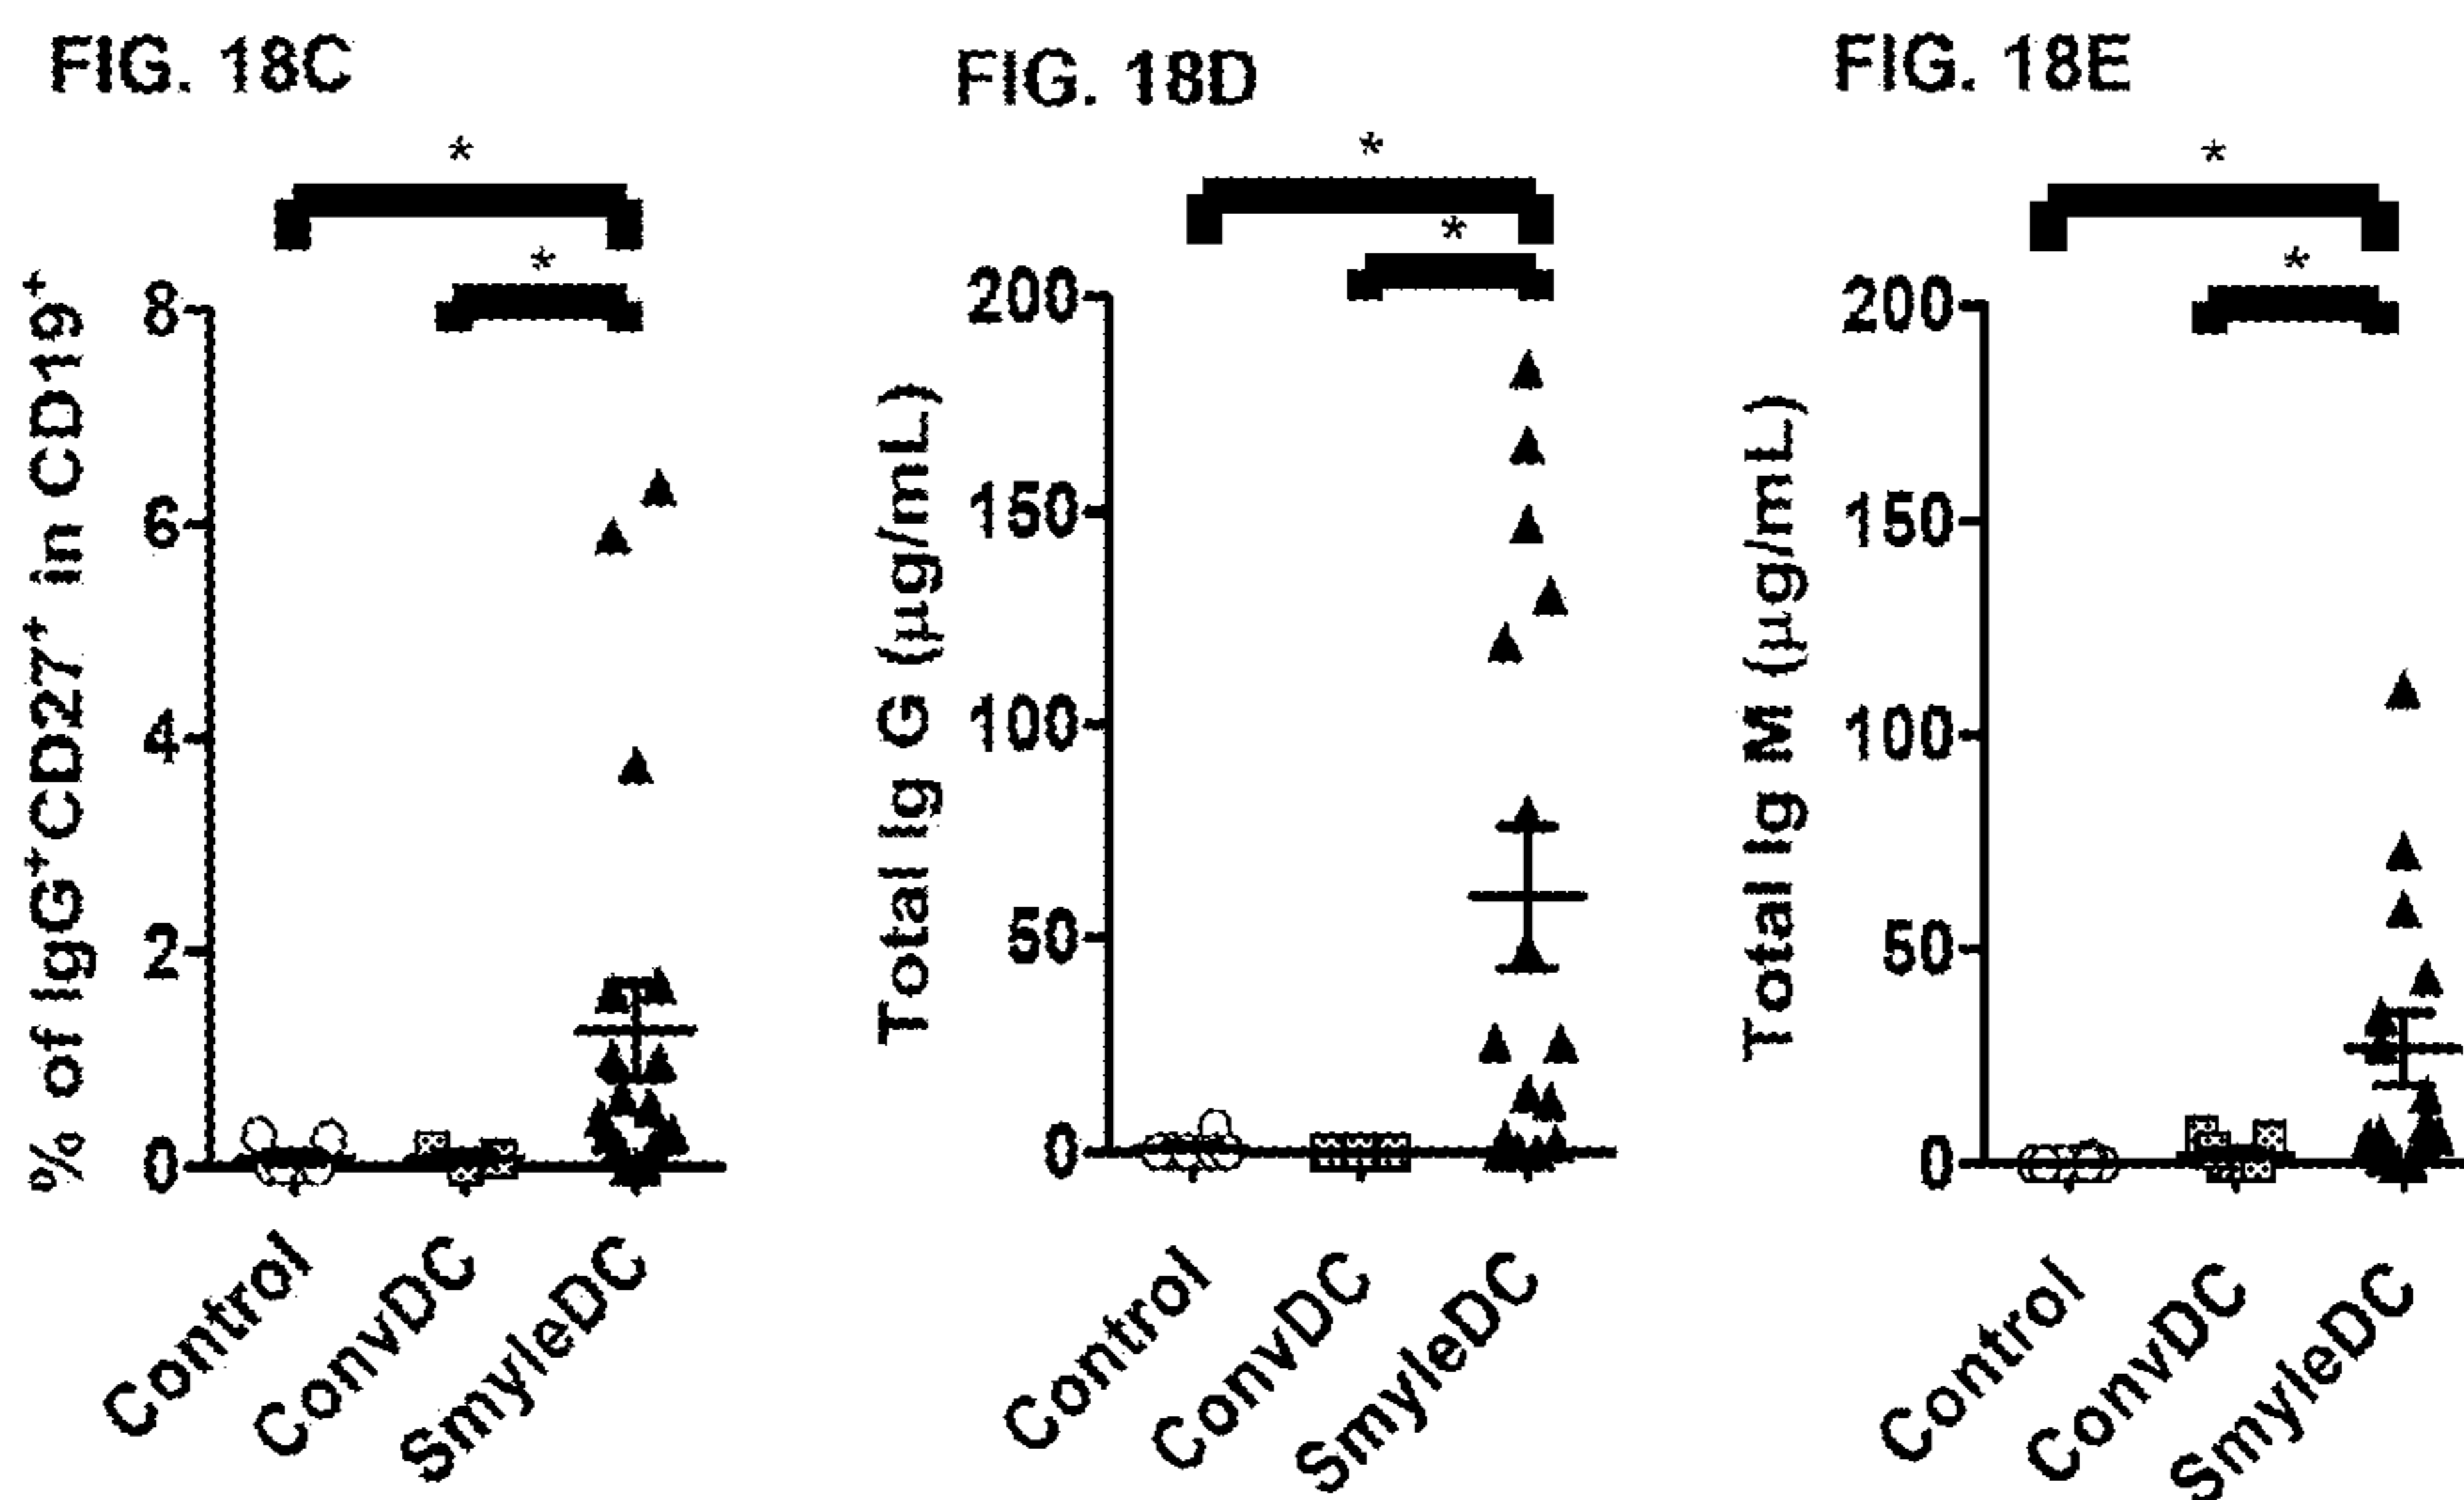 FIG. 18C
*
*
% of IgG⁺CD27⁺ in CD19⁺
8
6
4
2
0
Control
ConvDC
SmyleDC
FIG. 18D
*
*
Total Ig G (µg/mL)
200
150
100
50
0
Control
ConvDC
SmyleDC
FIG. 18E
*
*
Total Ig M (µg/mL)
200
150
100
50
0
Control
ConvDC
SmyleDC